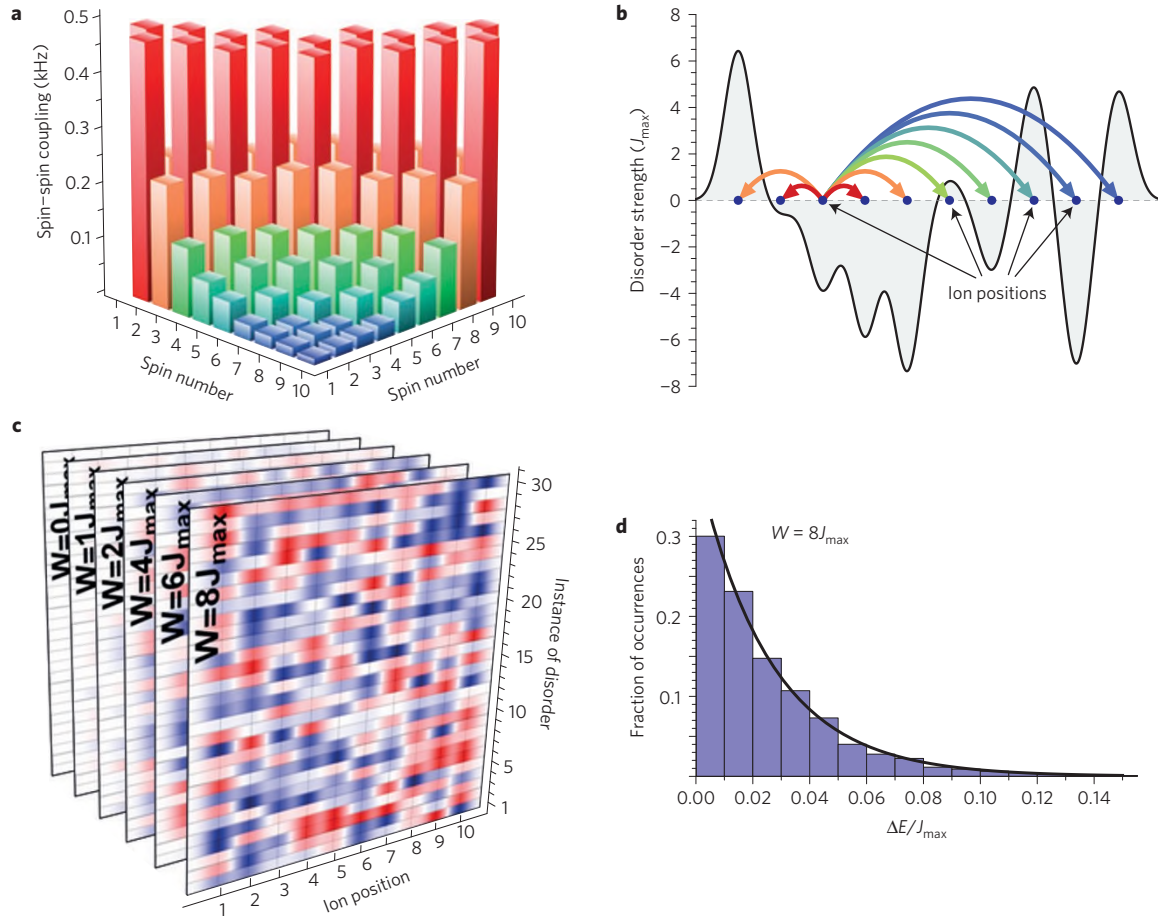 a
0.5
0.4
0.3
0.2
0.1
Spin–spin coupling (kHz)
1 2 3 4 5 6 7 8 9 10
Spin number
1 2 3 4 5 6 7 8 9 10
Spin number
b
8
6
4
2
0
−2
−4
−6
−8
Disorder strength (Jmax)
Ion positions
c
W=0Jmax
W=1Jmax
W=2Jmax
W=4Jmax
W=6Jmax
W=8Jmax
30
25
20
15
10
5
1
Instance of disorder
1 2 3 4 5 6 7 8 9 10
Ion position
d
W = 8Jmax
0.3
0.2
0.1
Fraction of occurrences
0.00 0.02 0.04 0.06 0.08 0.10 0.12 0.14
ΔE/Jmax